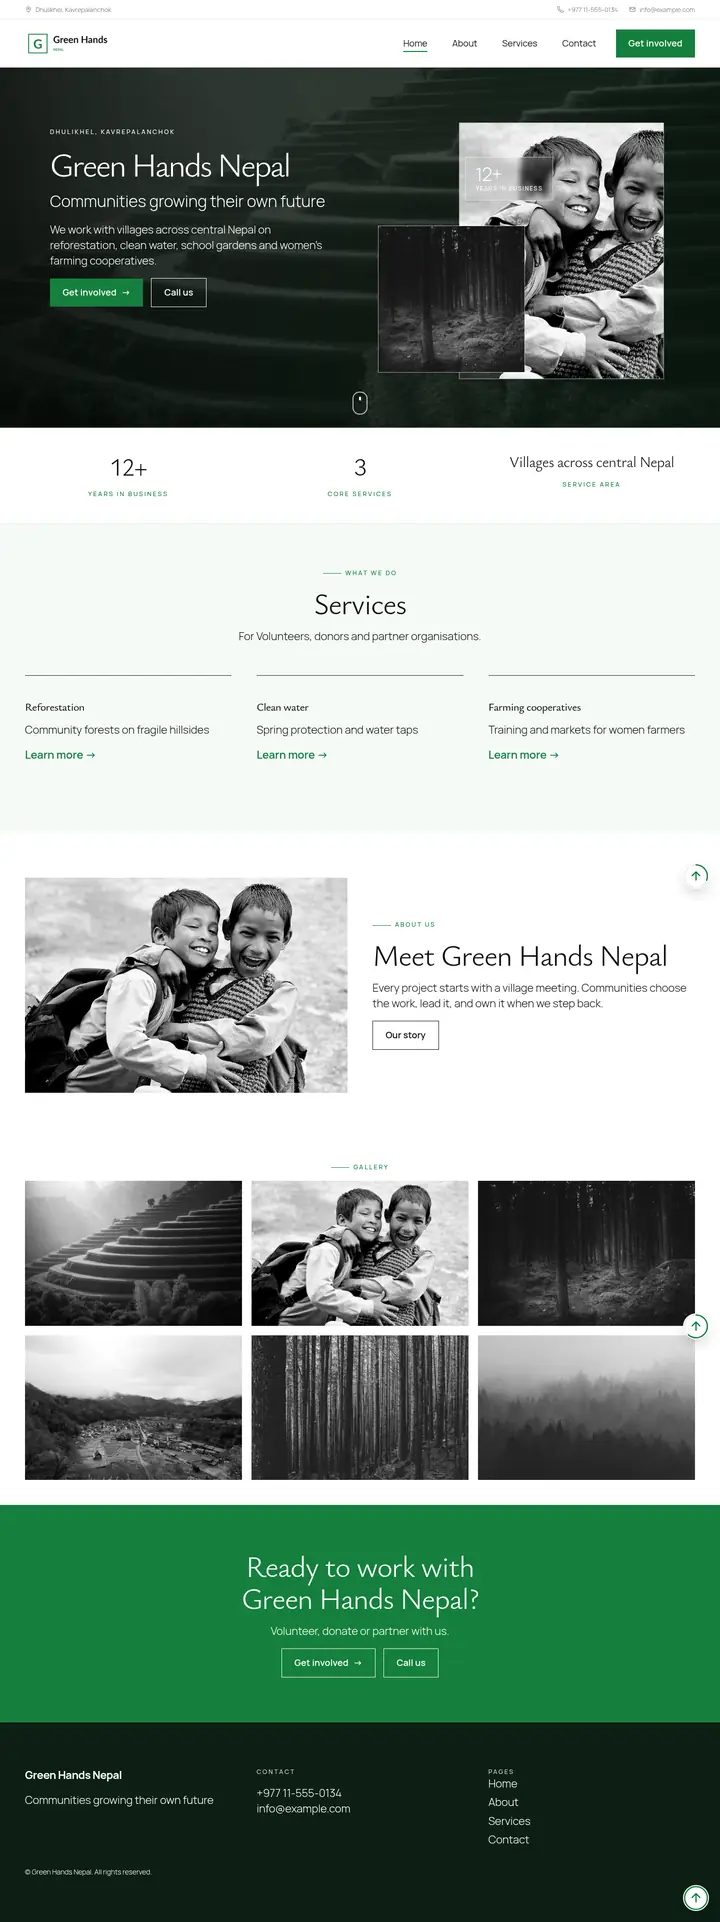 Dhulikhel, Kavrepalanchok
+977 11-555-0134
info@example.com
G
Green Hands
NEPAL
Home
About
Services
Contact
Get involved
DHULIKHEL, KAVREPALANCHOK
Green Hands Nepal
Communities growing their own future
We work with villages across central Nepal on
reforestation, clean water, school gardens and women's
farming cooperatives.
Get involved →
Call us
12+
YEARS IN BUSINESS
12+
YEARS IN BUSINESS
3
CORE SERVICES
Villages across central Nepal
SERVICE AREA
WHAT WE DO
Services
For Volunteers, donors and partner organisations.
Reforestation
Community forests on fragile hillsides
Learn more →
Clean water
Spring protection and water taps
Learn more →
Farming cooperatives
Training and markets for women farmers
Learn more →
ABOUT US
Meet Green Hands Nepal
Every project starts with a village meeting. Communities choose
the work, lead it, and own it when we step back.
Our story
GALLERY
Ready to work with
Green Hands Nepal?
Volunteer, donate or partner with us.
Get involved →
Call us
Green Hands Nepal
Communities growing their own future
CONTACT
+977 11-555-0134
info@example.com
PAGES
Home
About
Services
Contact
© Green Hands Nepal. All rights reserved.